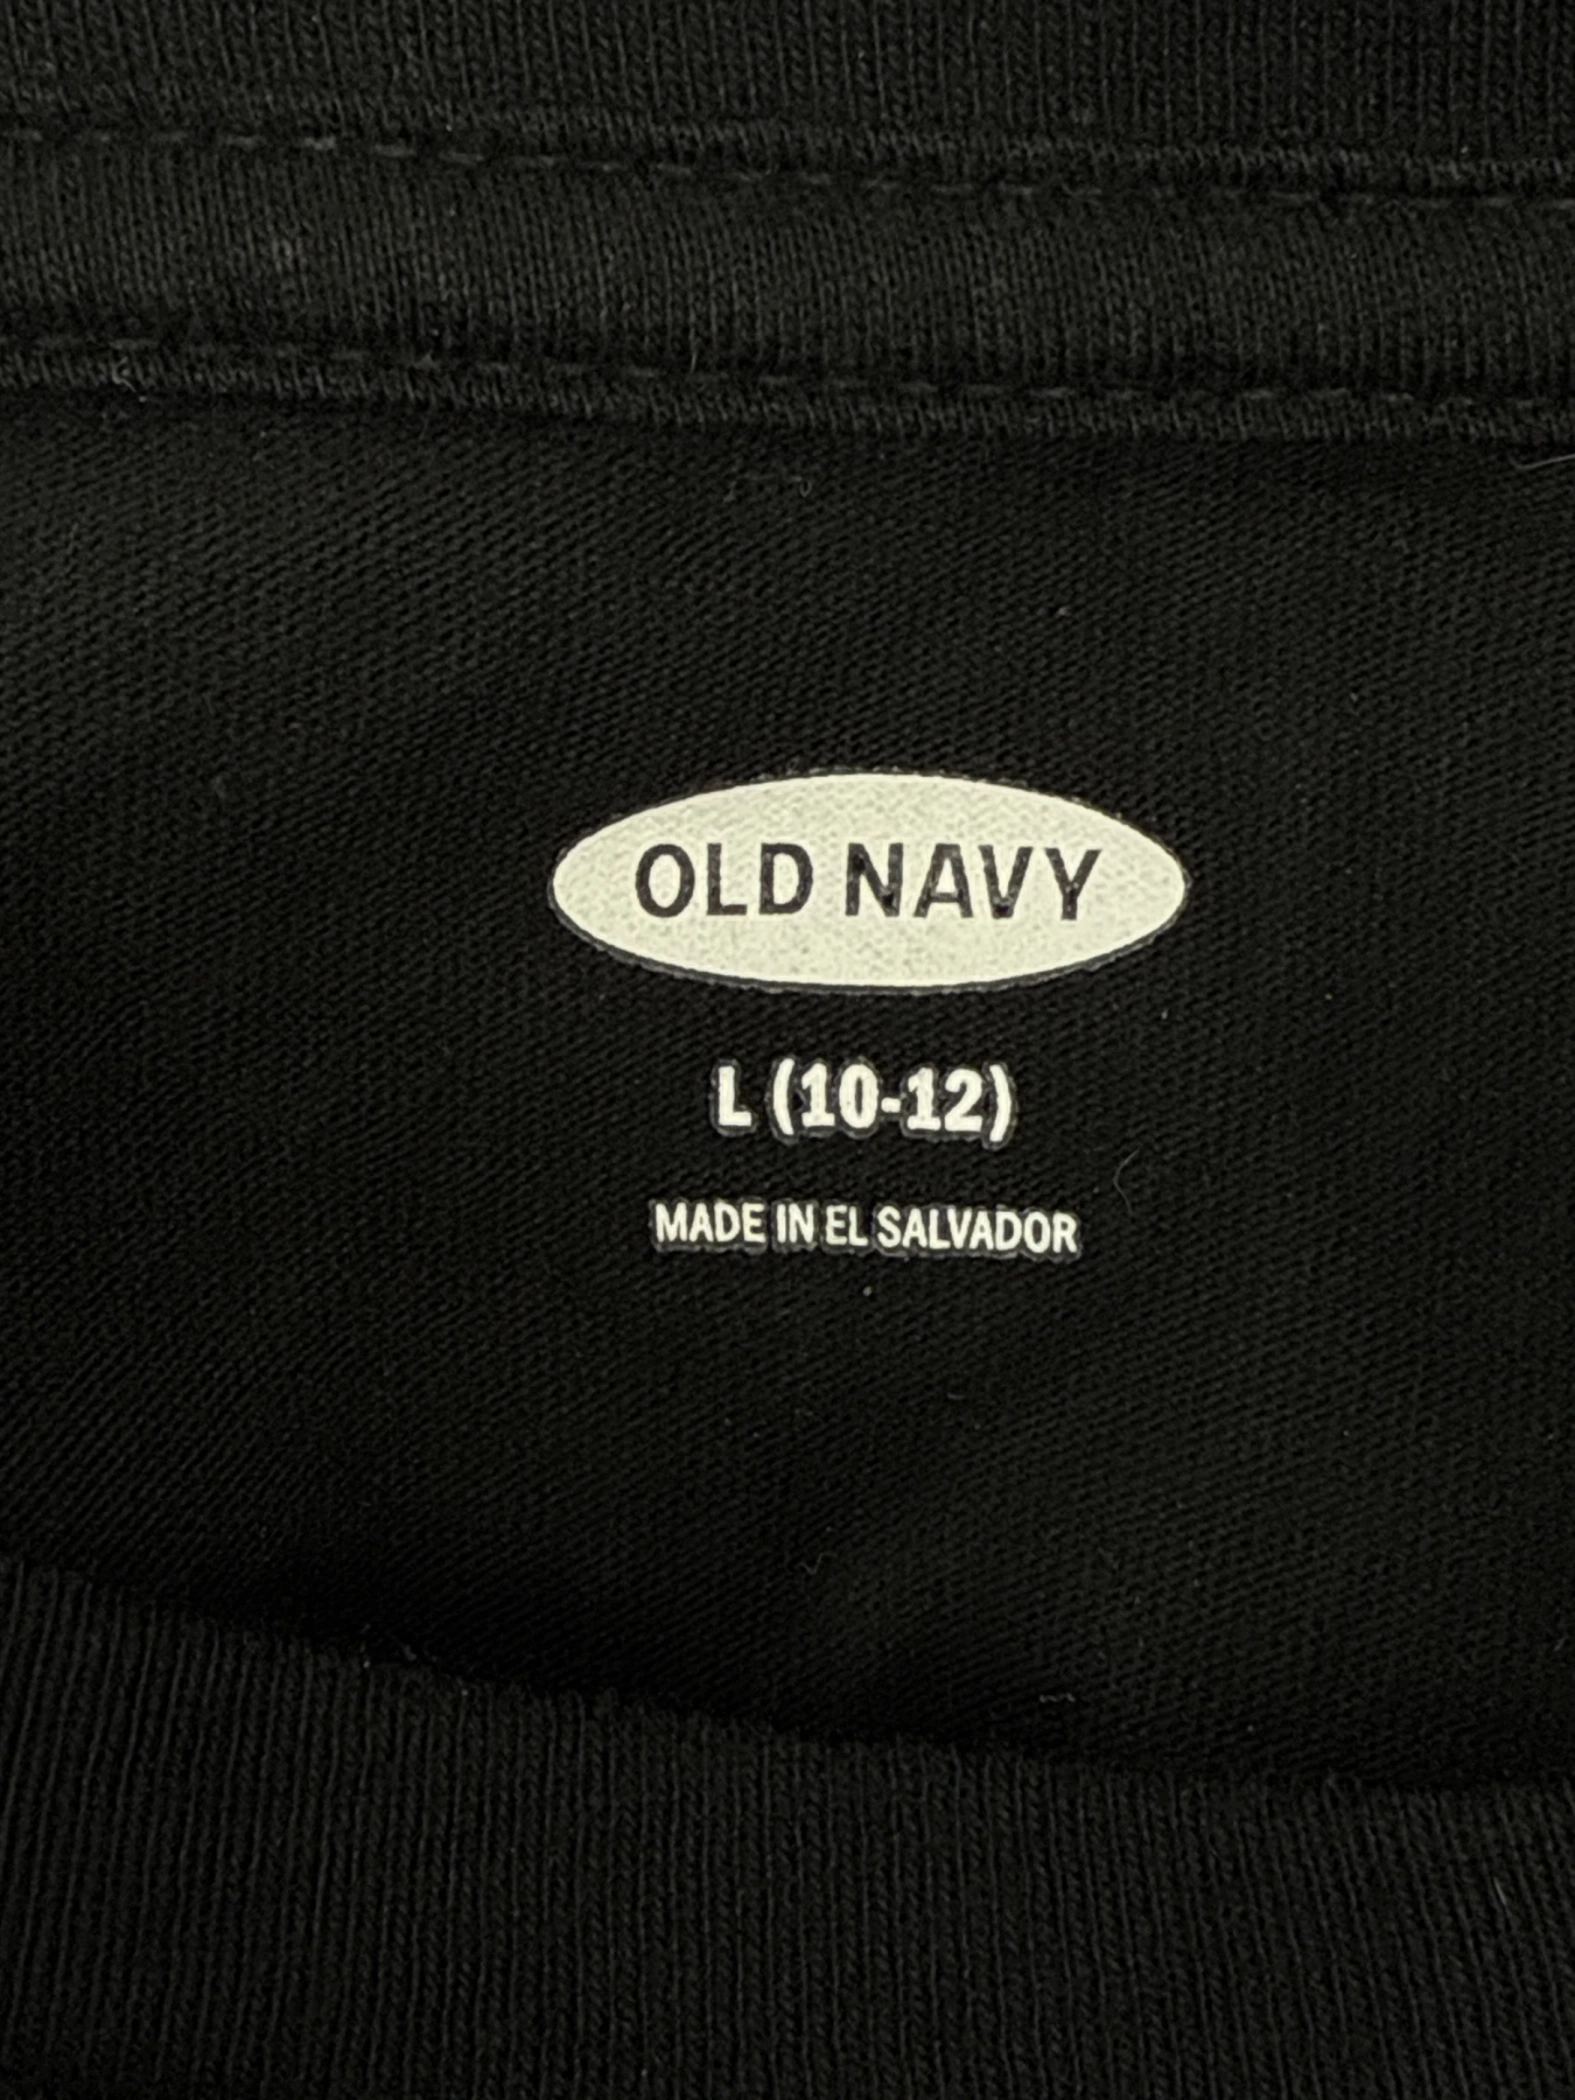 OLD NAVY
L (10-12)
MADE IN EL SALVADOR